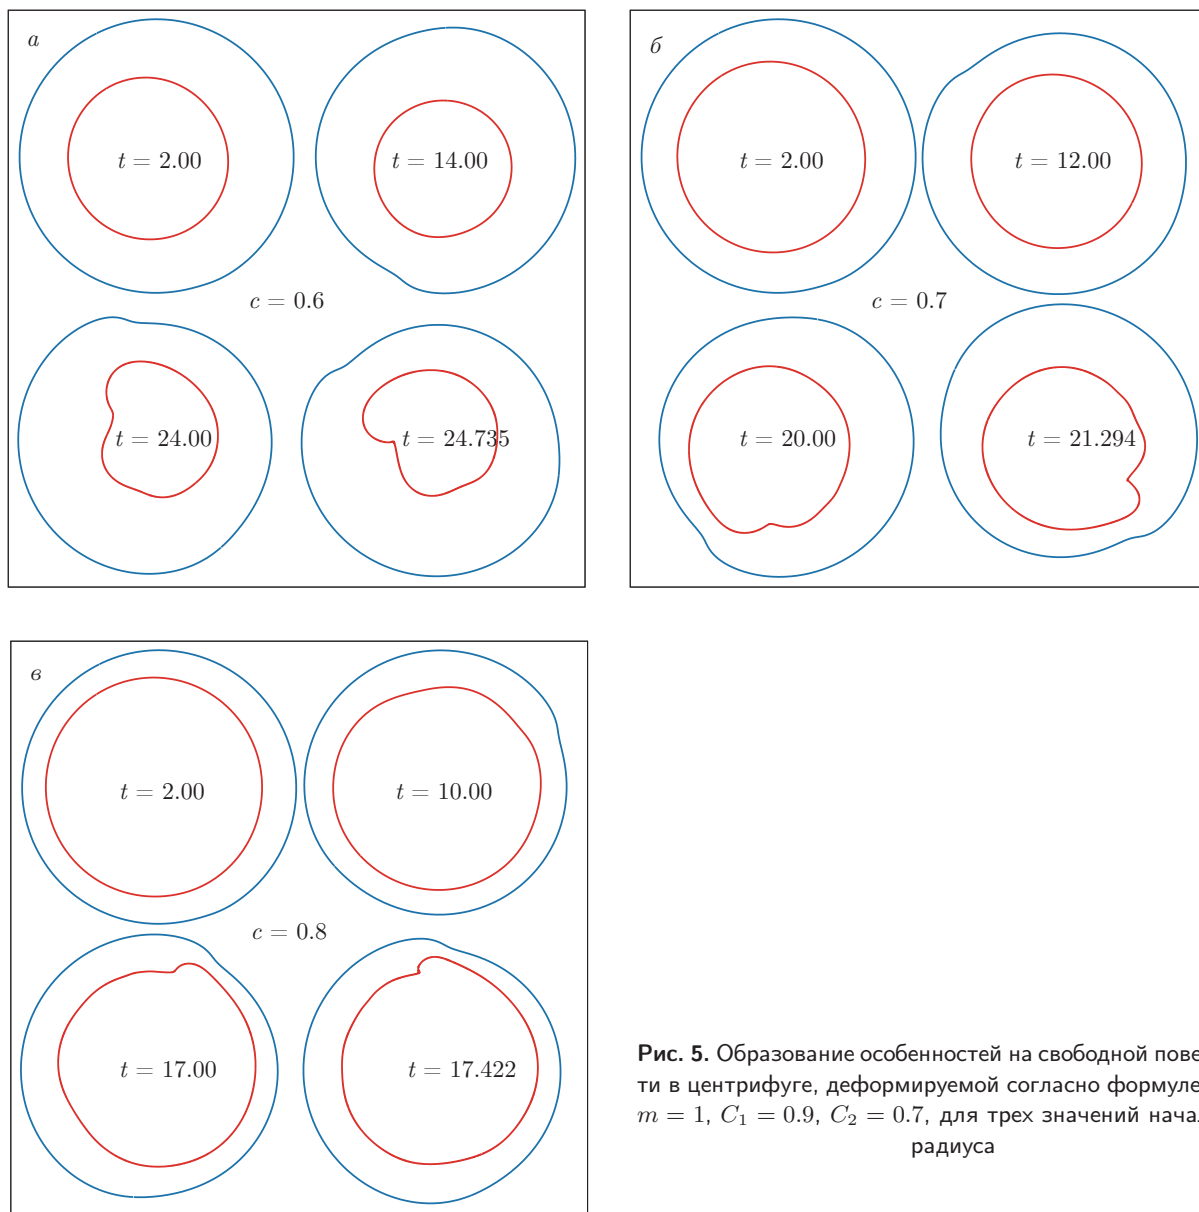 а
t = 2.00
t = 14.00
c = 0.6
t = 24.00
t = 24.735
б
t = 2.00
t = 12.00
c = 0.7
t = 20.00
t = 21.294
в
t = 2.00
t = 10.00
c = 0.8
t = 17.00
t = 17.422
Рис. 5. Образование особенностей на свободной пове
ти в центрифуге, деформируемой согласно формуле
m = 1, C₁ = 0.9, C₂ = 0.7, для трех значений нача
радиуса